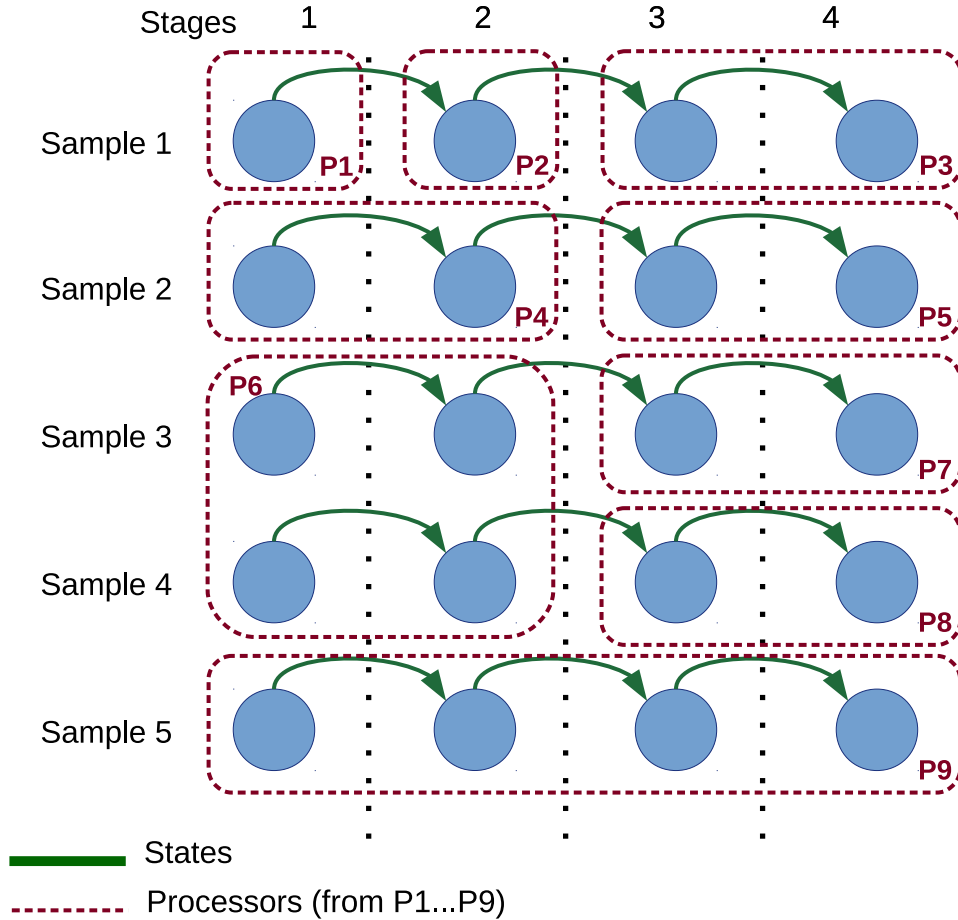 Stages 1 2 3 4
Sample 1 P1 P2 P3
Sample 2 P4 P5
P6
Sample 3 P7
Sample 4 P8
Sample 5 P9
States
Processors (from P1...P9)